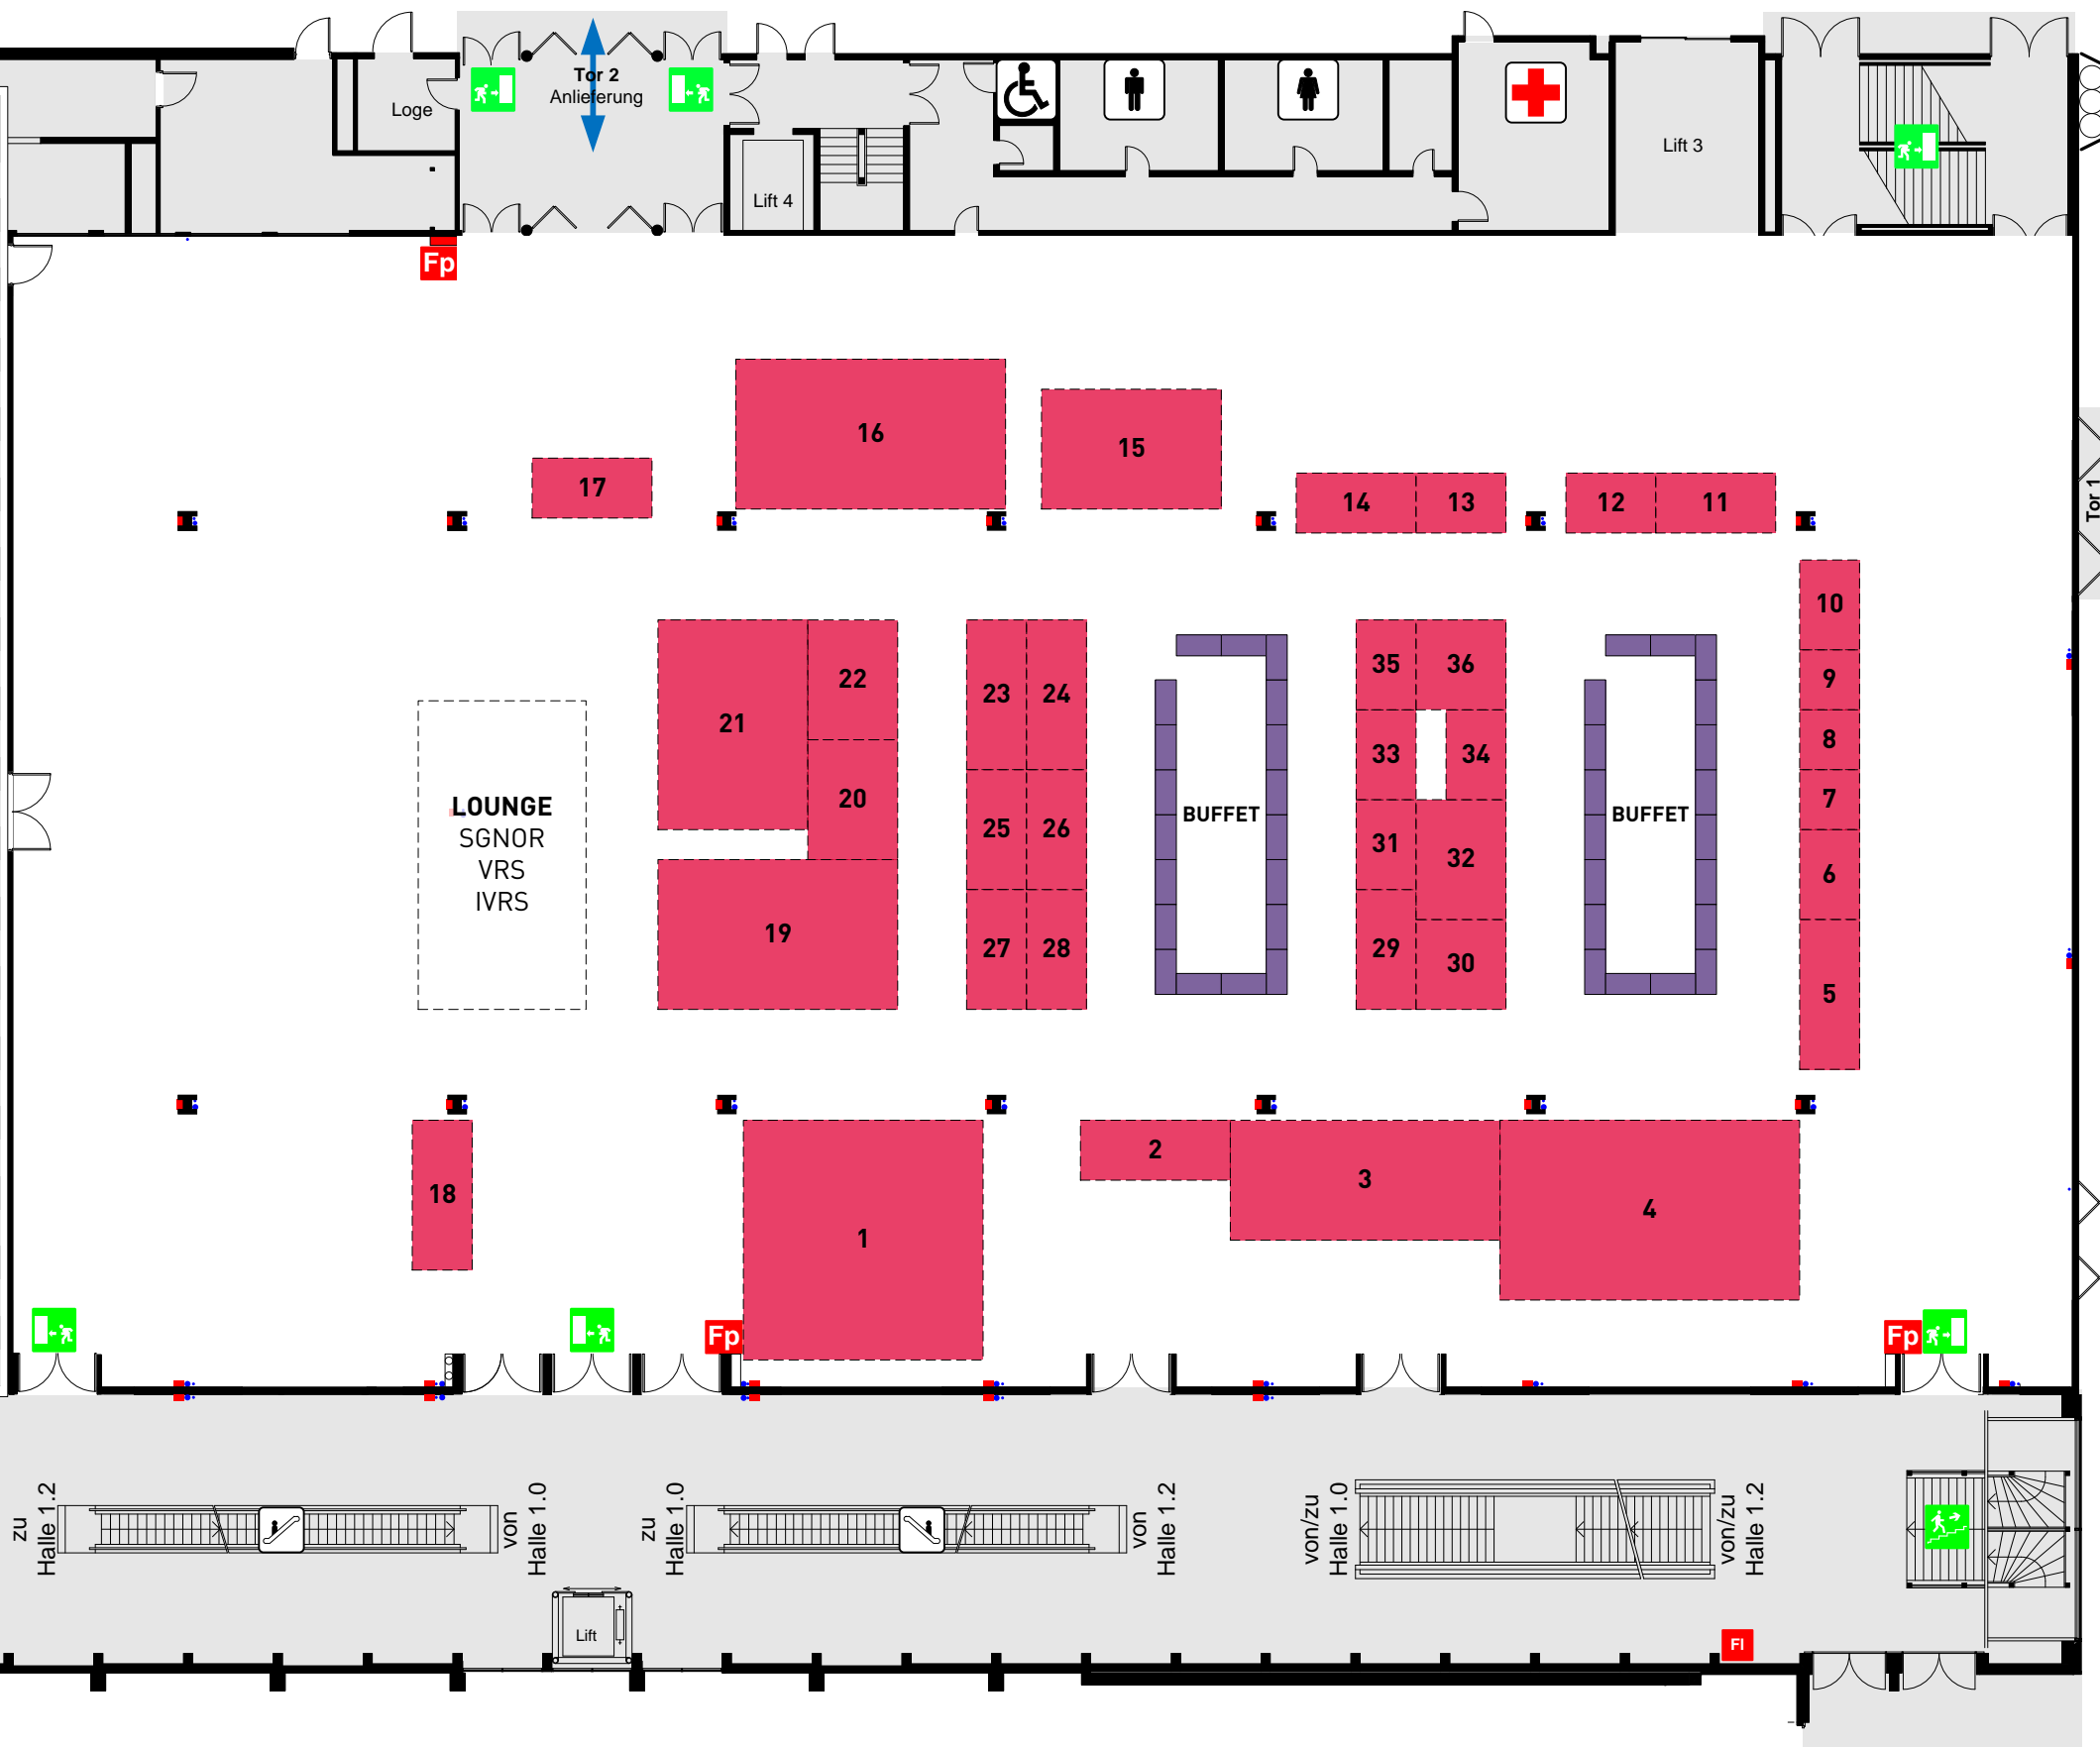 Tor 2
Anlieferung
Loge
Lift 4
Lift 3
Fp
16
15
17
14
13
12
11
Tor 1
10
9
8
7
6
5
35
36
33
34
31
32
29
30
22
21
20
19
23
24
25
26
27
28
BUFFET
BUFFET
LOUNGE
SGNOR
VRS
IVRS
2
3
4
18
1
Fp
Fp
zu
Halle 1.2
von
Halle 1.0
zu
Halle 1.0
von
Halle 1.2
von/zu
Halle 1.0
von/zu
Halle 1.2
Lift
FI